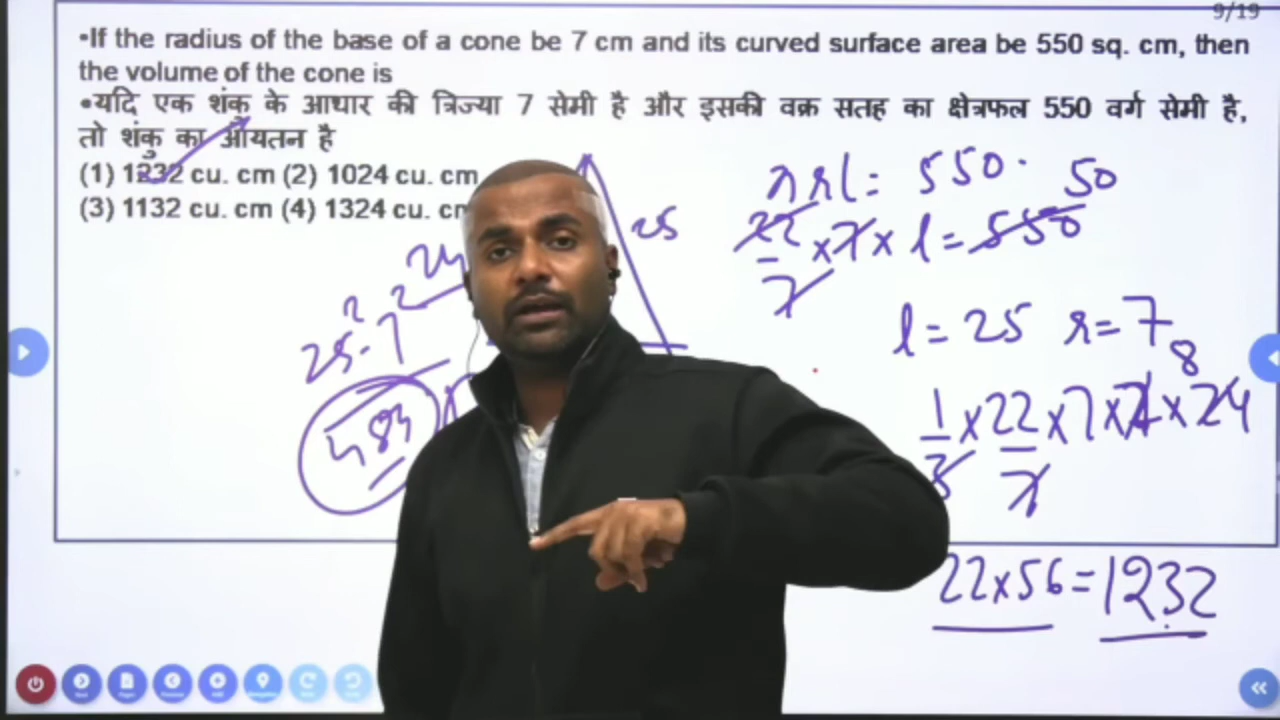 9/19
•If the radius of the base of a cone be 7 cm and its curved surface area be 550 sq. cm, then
the volume of the cone is
•यदि एक शंकु के आधार की त्रिज्या 7 सेमी है और इसकी वक्र सतह का क्षेत्रफल 550 वर्ग सेमी है,
तो शंकु का आयतन है
(1) 1232 cu. cm (2) 1024 cu. cm
(3) 1132 cu. cm (4) 1324 cu.
πrl = 550
50
22/7 × 7 × l = 550
25
24
25² - 7²
l = 25 r = 7
8
1/3 × 22/7 × 7 × 7 × 24
22×56 = 1232